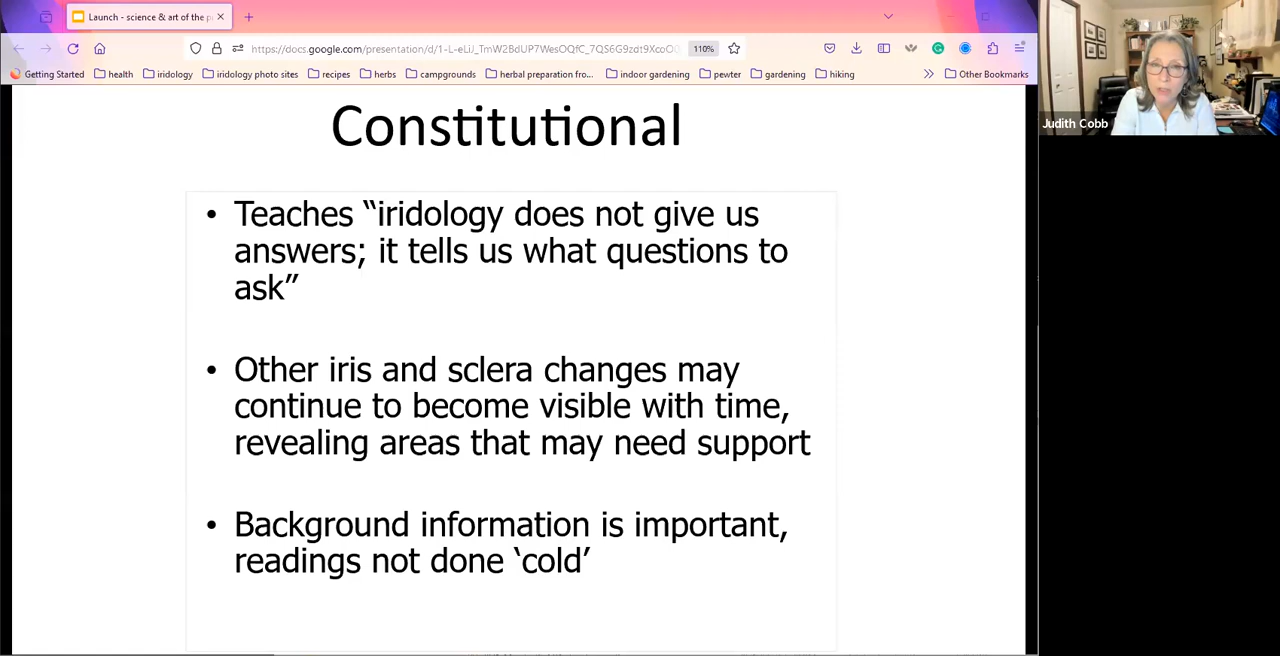 Launch - science & art of the p
https://docs.google.com/presentation/d/1-L-eLiJ_TmW2BdUP7WesOQfC_7QS6G9zdt9XcoO
110%
Getting Started health iridology iridology photo sites recipes herbs campgrounds herbal preparation fro... indoor gardening pewter gardening hiking Other Bookmarks
Judith Cobb
Constitutional
• Teaches “iridology does not give us
answers; it tells us what questions to
ask”
• Other iris and sclera changes may
continue to become visible with time,
revealing areas that may need support
• Background information is important,
readings not done ‘cold’